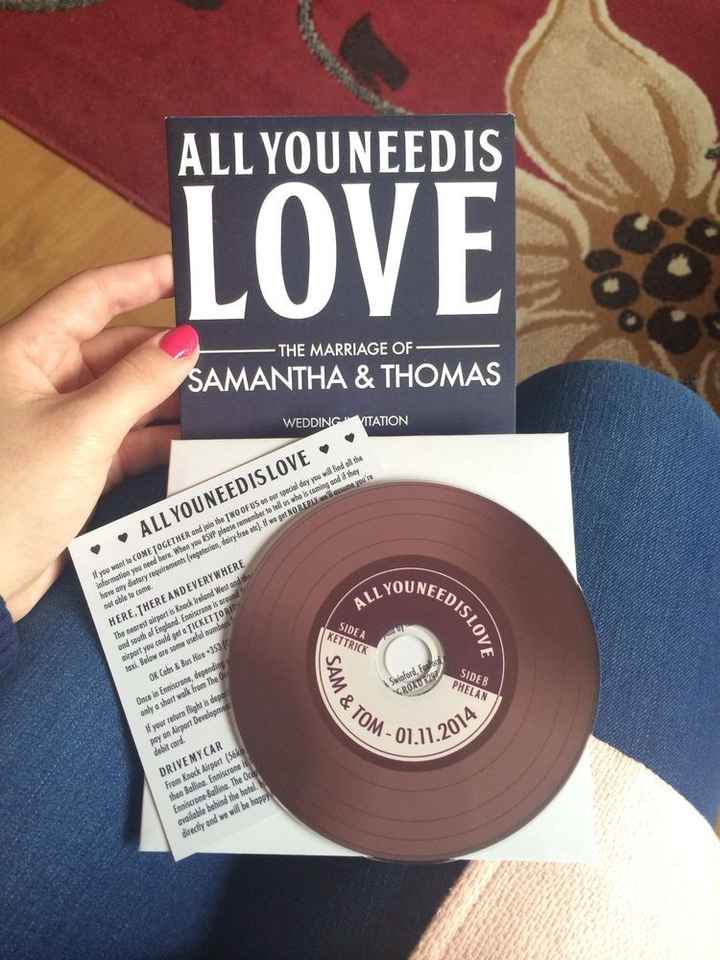 ALL YOU NEED IS
LOVE
THE MARRIAGE OF
SAMANTHA & THOMAS
WEDDING INVITATION
ALL YOU NEED IS LOVE
If you want to COME TOGETHER and join the TWO OF US on our special day you will find all the
information you need here. When you RSVP please remember to tell us who is coming and if they
have any dietary requirements (vegetarian, dairy-free etc). If we get NO REPLY we'll assume you're
not able to come.
HERE, THERE AND EVERYWHERE
The nearest airport is Knock Ireland West and
and south of England. Enniscrone is around
airport you could get a TICKET TO
taxi. Below are some useful
OK Cabs & Bus Hire +353
Once in Enniscrone, depending
only a short walk from The
If your return flight is
pay an Airport Development
debit card.
DRIVE MY CAR
From Knock Airport (56km
then Ballina. Enniscrone is
Enniscrone-Ballina. The
available behind the hotel.
directly and we will be happy
ALL YOU NEED IS LOVE
SIDE A
KETTRICK
Swinford,
SIDE B
PHELAN
SAM & TOM - 01.11.2014